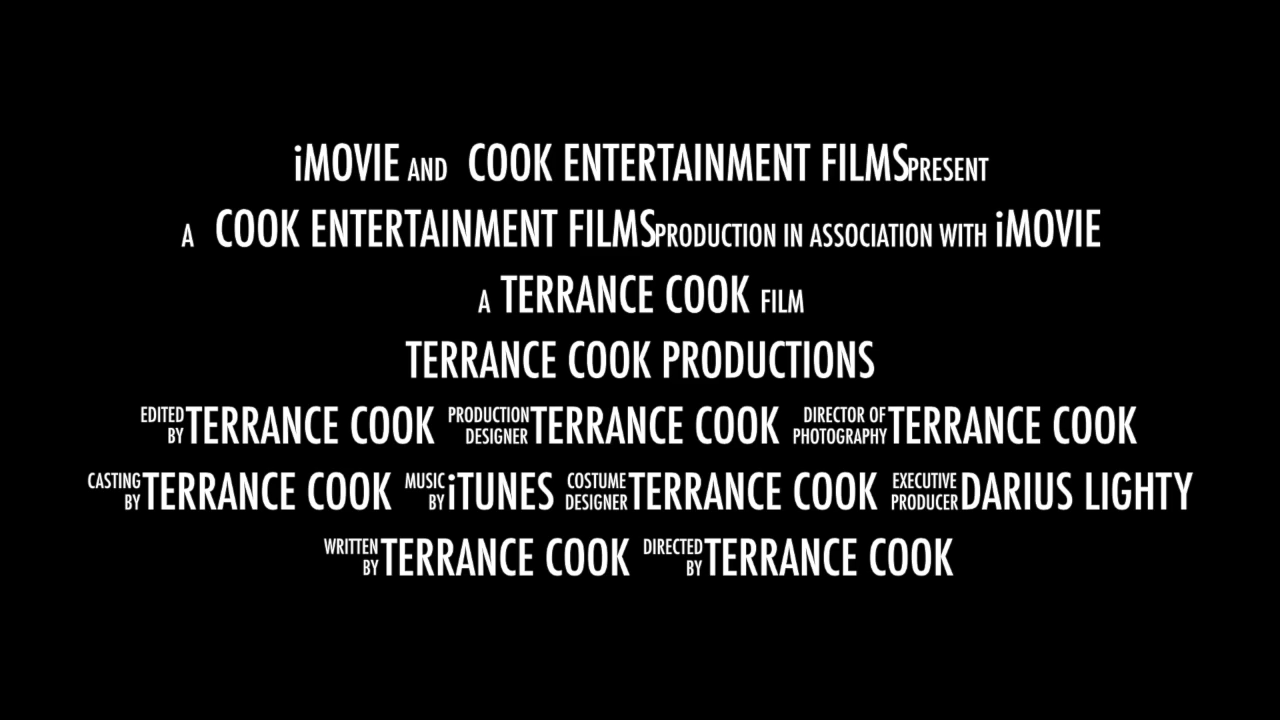 iMOVIE AND COOK ENTERTAINMENT FILMS PRESENT
A COOK ENTERTAINMENT FILMS PRODUCTION IN ASSOCIATION WITH iMOVIE
A TERRANCE COOK FILM
TERRANCE COOK PRODUCTIONS
EDITED BY TERRANCE COOK PRODUCTION DESIGNER TERRANCE COOK DIRECTOR OF PHOTOGRAPHY TERRANCE COOK
CASTING BY TERRANCE COOK MUSIC BY iTUNES COSTUME DESIGNER TERRANCE COOK EXECUTIVE PRODUCER DARIUS LIGHTY
WRITTEN BY TERRANCE COOK DIRECTED BY TERRANCE COOK